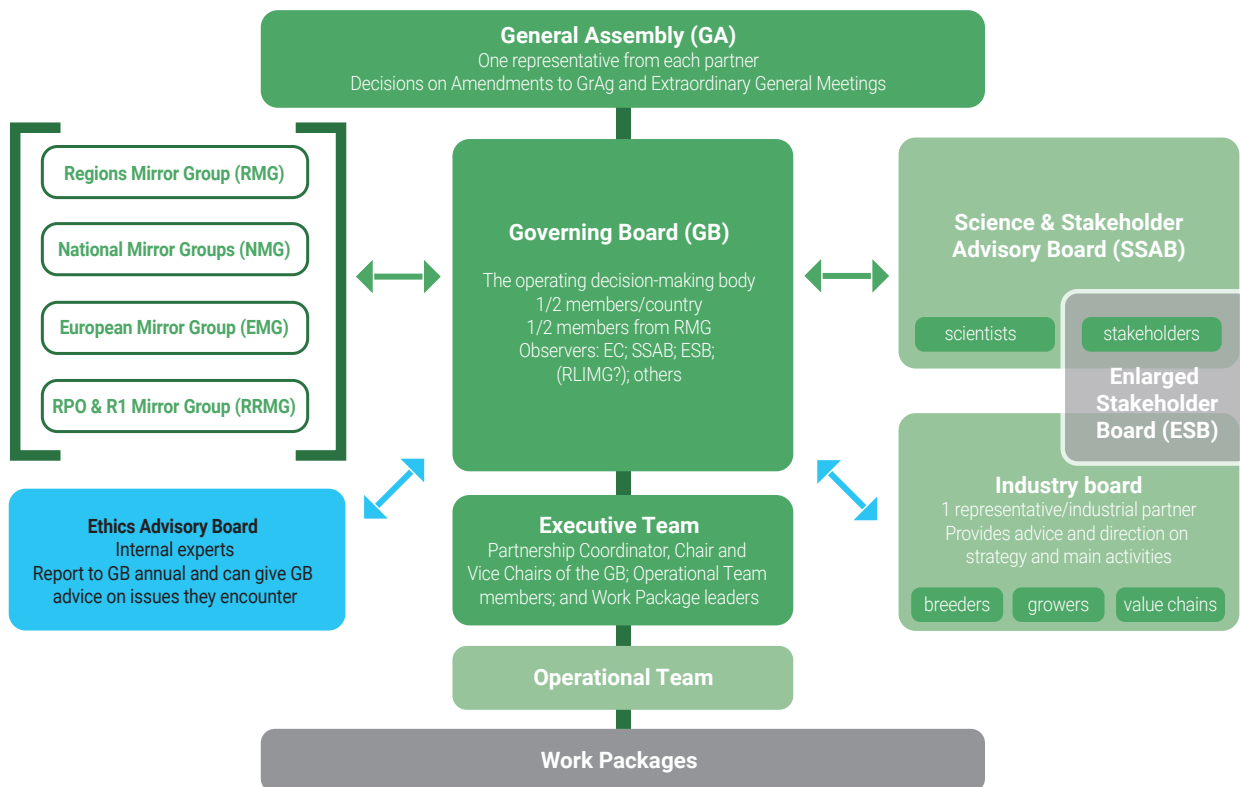 General Assembly (GA)
One representative from each partner
Decisions on Amendments to GrAg and Extraordinary General Meetings
Regions Mirror Group (RMG)
National Mirror Groups (NMG)
European Mirror Group (EMG)
RPO & R1 Mirror Group (RRMG)
Governing Board (GB)
The operating decision-making body
1/2 members/country
1/2 members from RMG
Observers: EC; SSAB; ESB;
(RLIMG?); others
Science & Stakeholder
Advisory Board (SSAB)
scientists
stakeholders
Enlarged
Stakeholder
Board (ESB)
Ethics Advisory Board
Internal experts
Report to GB annual and can give GB
advice on issues they encounter
Executive Team
Partnership Coordinator, Chair and
Vice Chairs of the GB; Operational Team
members; and Work Package leaders
Industry board
1 representative/industrial partner
Provides advice and direction on
strategy and main activities
breeders
growers
value chains
Operational Team
Work Packages